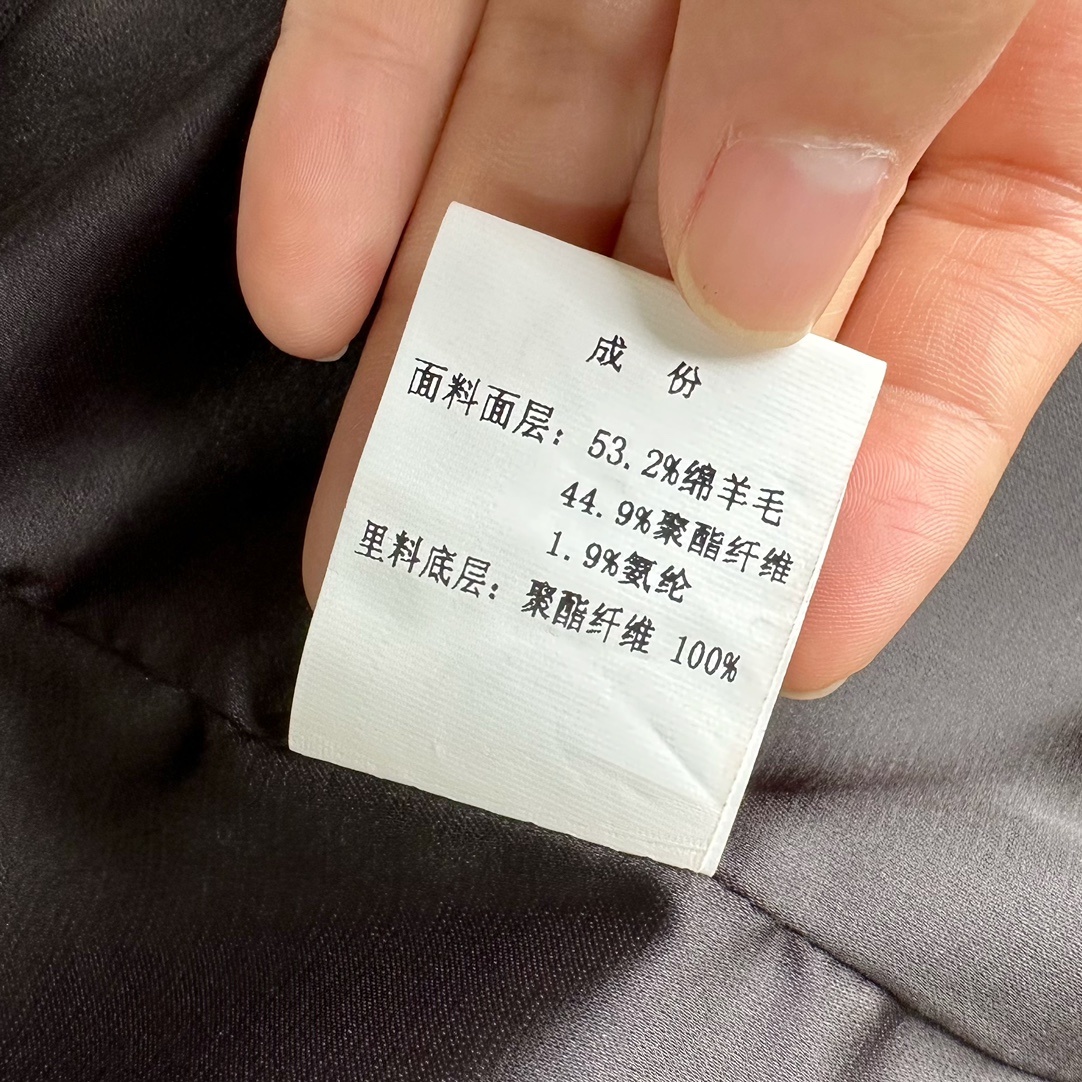 成 份
面料面层：53.2%绵羊毛
44.9%聚酯纤维
1.9%氨纶
里料底层：聚酯纤维 100%